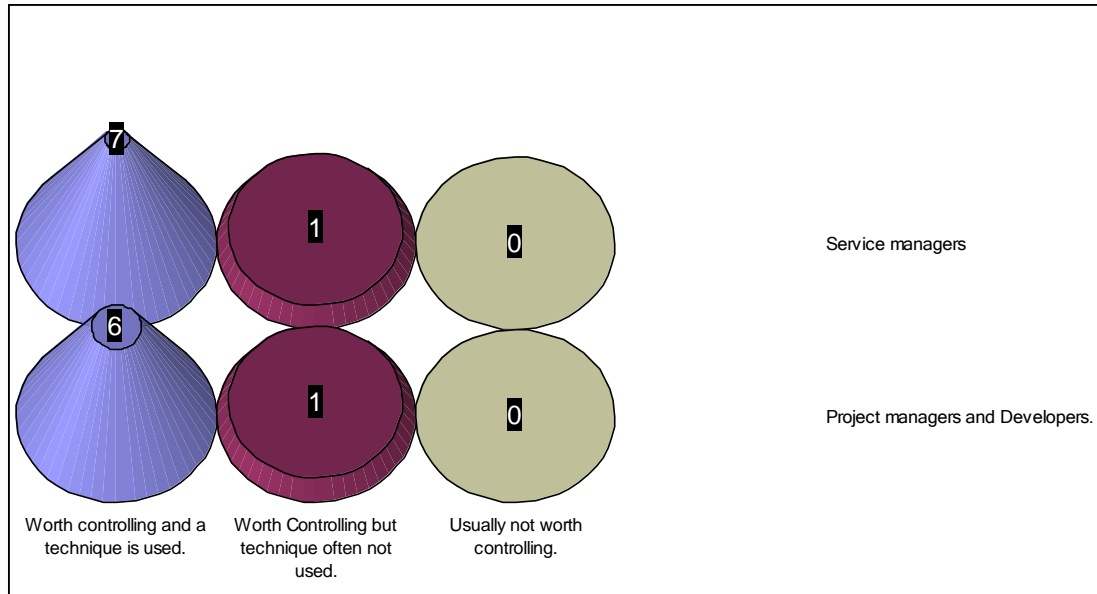 7
1
0
Service managers
6
1
0
Project managers and Developers.
Worth controlling and a
technique is used.
Worth Controlling but
technique often not
used.
Usually not worth
controlling.